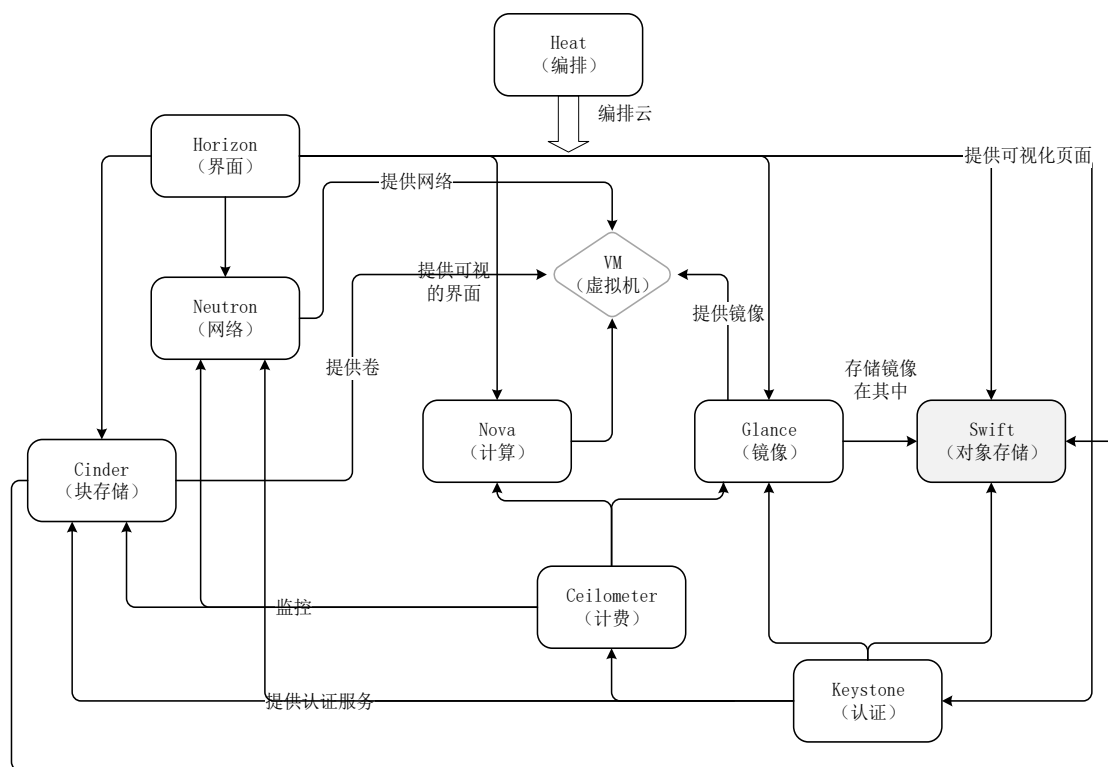 Heat
（编排）
编排云
Horizon
（界面）
提供可视化页面
提供网络
VM
（虚拟机）
提供可视
的界面
Neutron
（网络）
提供镜像
提供卷
存储镜像
在其中
Nova
（计算）
Glance
（镜像）
Swift
（对象存储）
Cinder
（块存储）
Ceilometer
（计费）
监控
Keystone
（认证）
提供认证服务